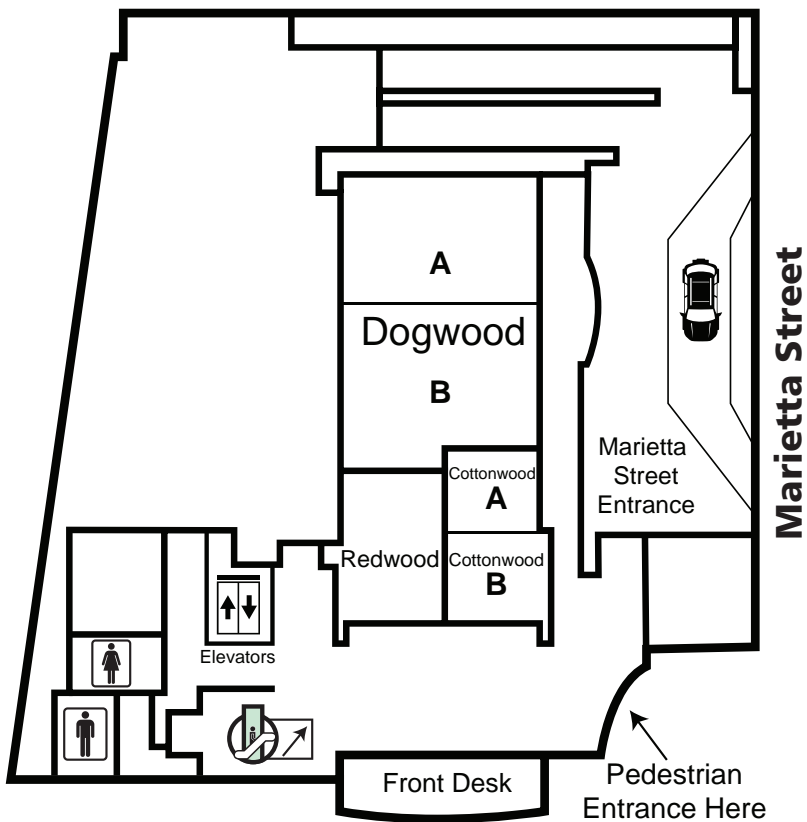 A
Dogwood
B
Cottonwood
A
Redwood
Cottonwood
B
Marietta
Street
Entrance
Marietta Street
Elevators
Front Desk
Pedestrian
Entrance Here